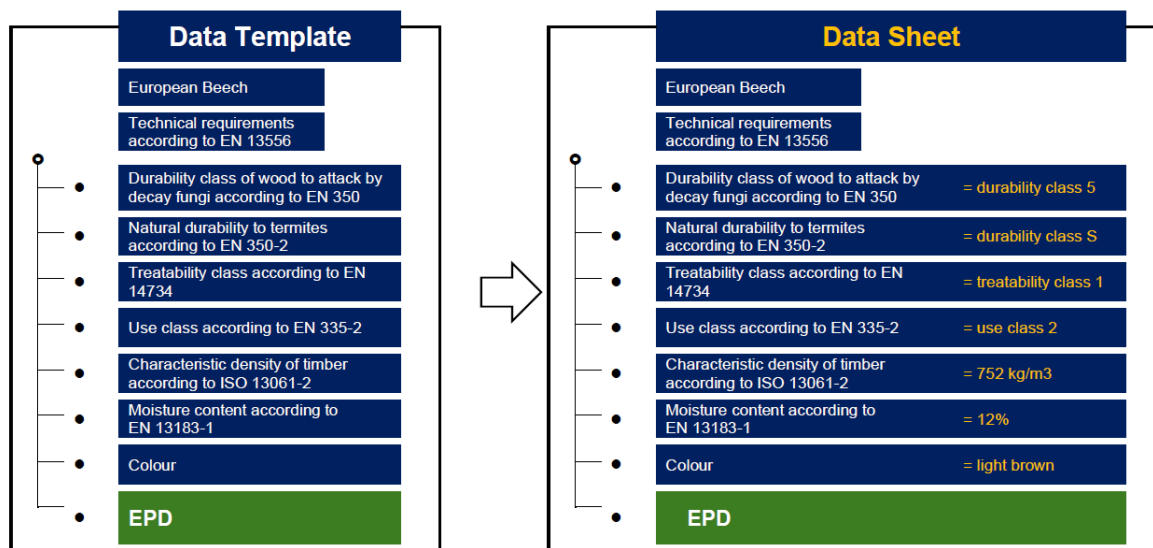 Data Template
European Beech
Technical requirements
according to EN 13556
Durability class of wood to attack by
decay fungi according to EN 350
Natural durability to termites
according to EN 350-2
Treatability class according to EN
14734
Use class according to EN 335-2
Characteristic density of timber
according to ISO 13061-2
Moisture content according to
EN 13183-1
Colour
EPD
Data Sheet
European Beech
Technical requirements
according to EN 13556
Durability class of wood to attack by
decay fungi according to EN 350
= durability class 5
Natural durability to termites
according to EN 350-2
= durability class S
Treatability class according to EN
14734
= treatability class 1
Use class according to EN 335-2
= use class 2
Characteristic density of timber
according to ISO 13061-2
= 752 kg/m3
Moisture content according to
EN 13183-1
= 12%
Colour
= light brown
EPD